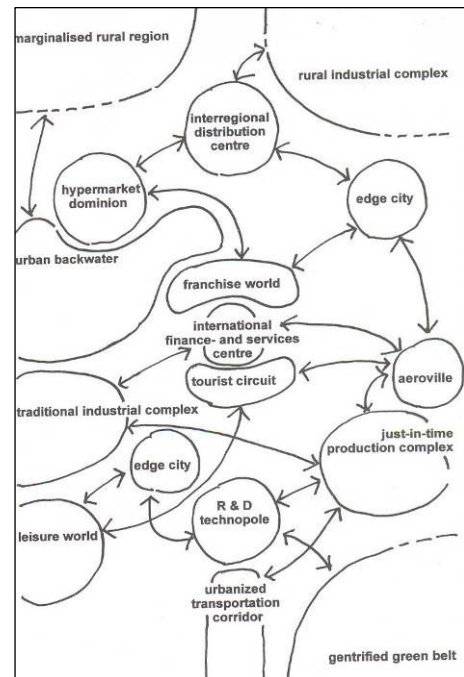 marginalised rural region
rural industrial complex
interregional
distribution
centre
hypermarket
dominion
edge city
urban backwater
franchise world
international
finance- and services
centre
tourist circuit
aeroville
traditional industrial complex
just-in-time
production complex
edge city
R & D
technopole
leisure world
urbanized
transportation
corridor
gentrified green belt